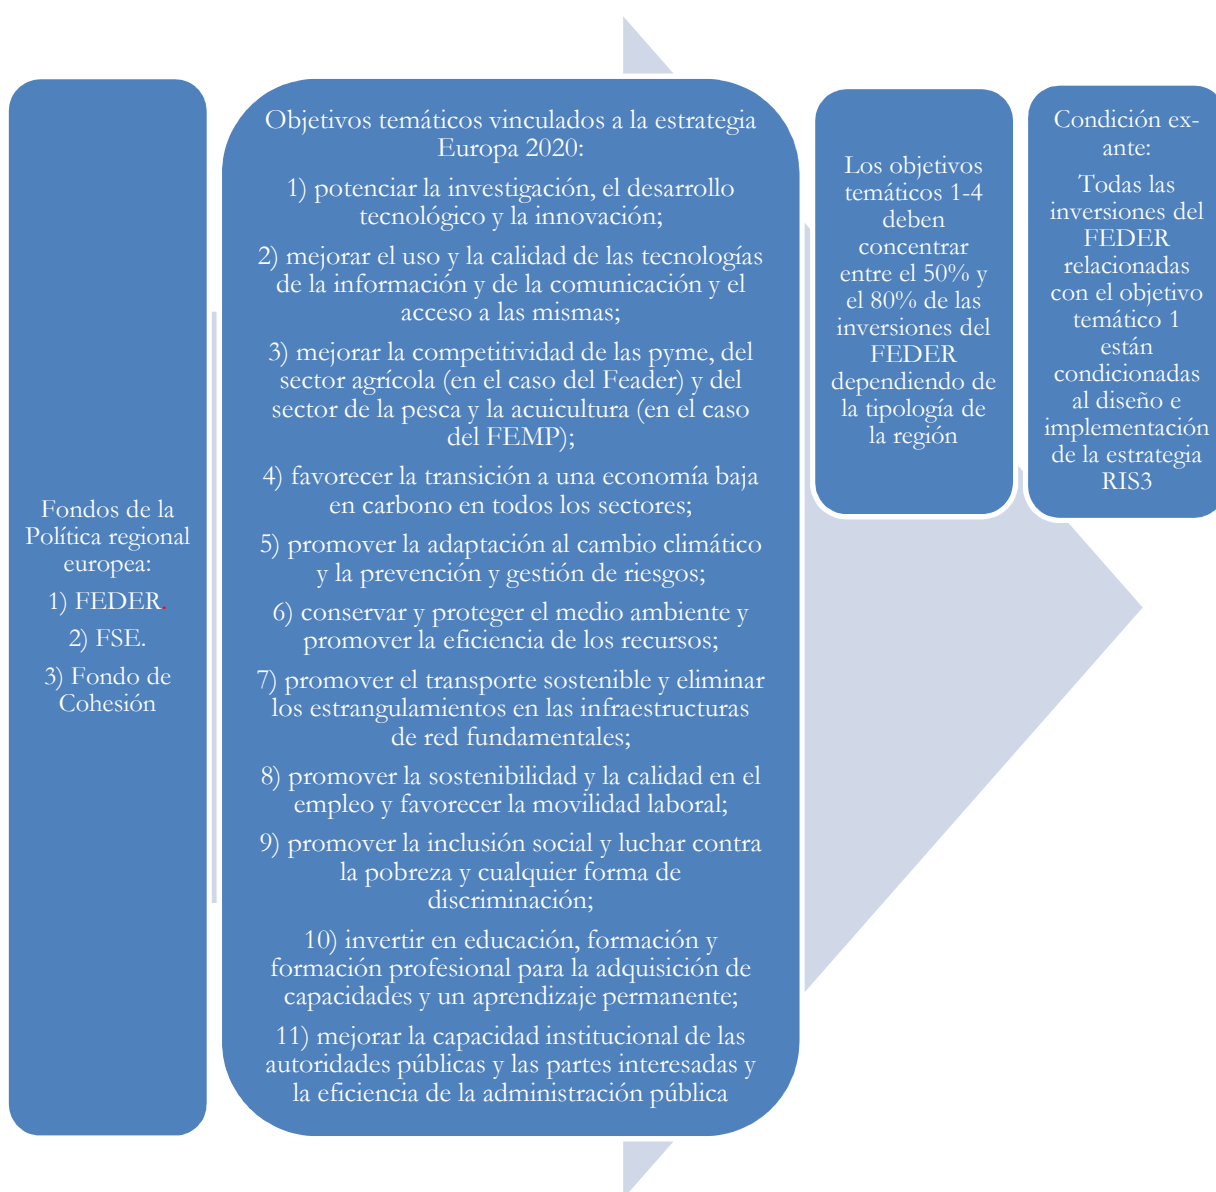 Fondos de la
Política regional
europea:
1) FEDER.
2) FSE.
3) Fondo de
Cohesión
Objetivos temáticos vinculados a la estrategia
Europa 2020:
1) potenciar la investigación, el desarrollo
tecnológico y la innovación;
2) mejorar el uso y la calidad de las tecnologías
de la información y de la comunicación y el
acceso a las mismas;
3) mejorar la competitividad de las pyme, del
sector agrícola (en el caso del Feader) y del
sector de la pesca y la acuicultura (en el caso
del FEMP);
4) favorecer la transición a una economía baja
en carbono en todos los sectores;
5) promover la adaptación al cambio climático
y la prevención y gestión de riesgos;
6) conservar y proteger el medio ambiente y
promover la eficiencia de los recursos;
7) promover el transporte sostenible y eliminar
los estrangulamientos en las infraestructuras
de red fundamentales;
8) promover la sostenibilidad y la calidad en el
empleo y favorecer la movilidad laboral;
9) promover la inclusión social y luchar contra
la pobreza y cualquier forma de
discriminación;
10) invertir en educación, formación y
formación profesional para la adquisición de
capacidades y un aprendizaje permanente;
11) mejorar la capacidad institucional de las
autoridades públicas y las partes interesadas y
la eficiencia de la administración pública
Los objetivos
temáticos 1-4
deben
concentrar
entre el 50% y
el 80% de las
inversiones del
FEDER
dependiendo de
la tipología de
la región
Condición ex-
ante:
Todas las
inversiones del
FEDER
relacionadas
con el objetivo
temático 1
están
condicionadas
al diseño e
implementación
de la estrategia
RIS3